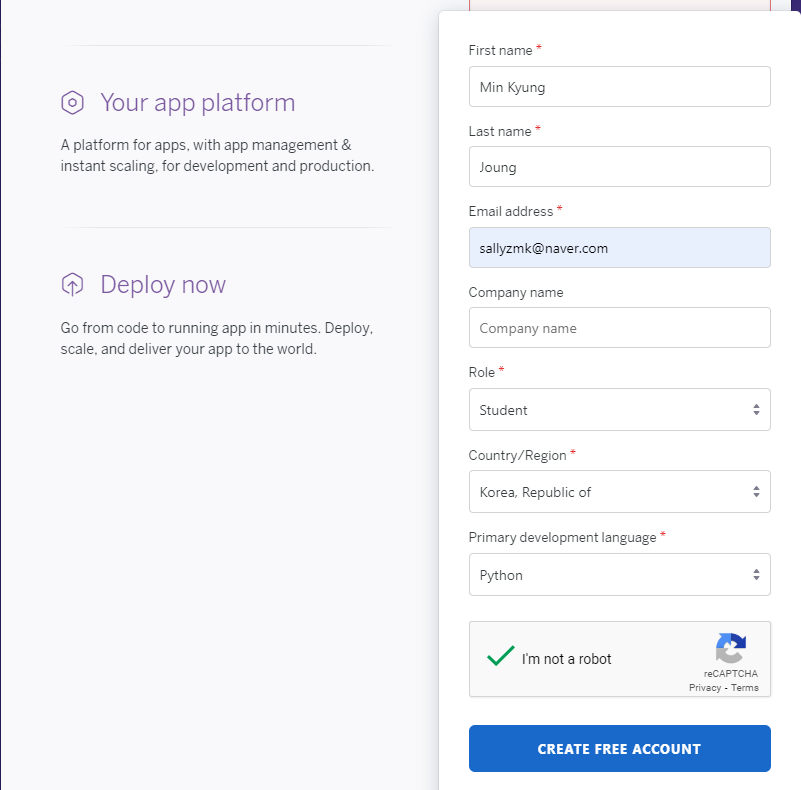 Your app platform
A platform for apps, with app management &
instant scaling, for development and production.
Deploy now
Go from code to running app in minutes. Deploy,
scale, and deliver your app to the world.
First name *
Min Kyung
Last name *
Joung
Email address *
sallyzmk@naver.com
Company name
Company name
Role *
Student
Country/Region *
Korea, Republic of
Primary development language *
Python
I'm not a robot
reCAPTCHA
Privacy - Terms
CREATE FREE ACCOUNT